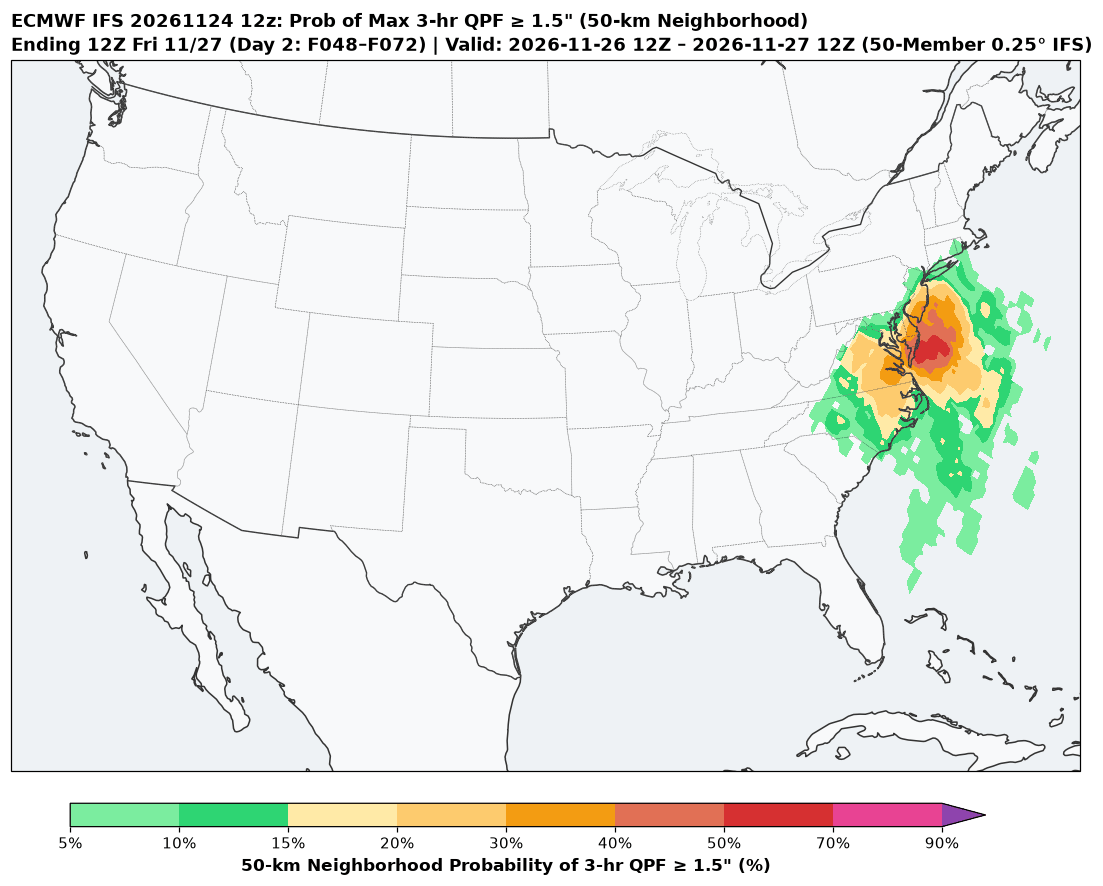 ECMWF IFS 20261124 12z: Prob of Max 3-hr QPF ≥ 1.5" (50-km Neighborhood)
Ending 12Z Fri 11/27 (Day 2: F048–F072) | Valid: 2026-11-26 12Z – 2026-11-27 12Z (50-Member 0.25° IFS)
5% 10% 15% 20% 30% 40% 50% 70% 90%
50-km Neighborhood Probability of 3-hr QPF ≥ 1.5" (%)